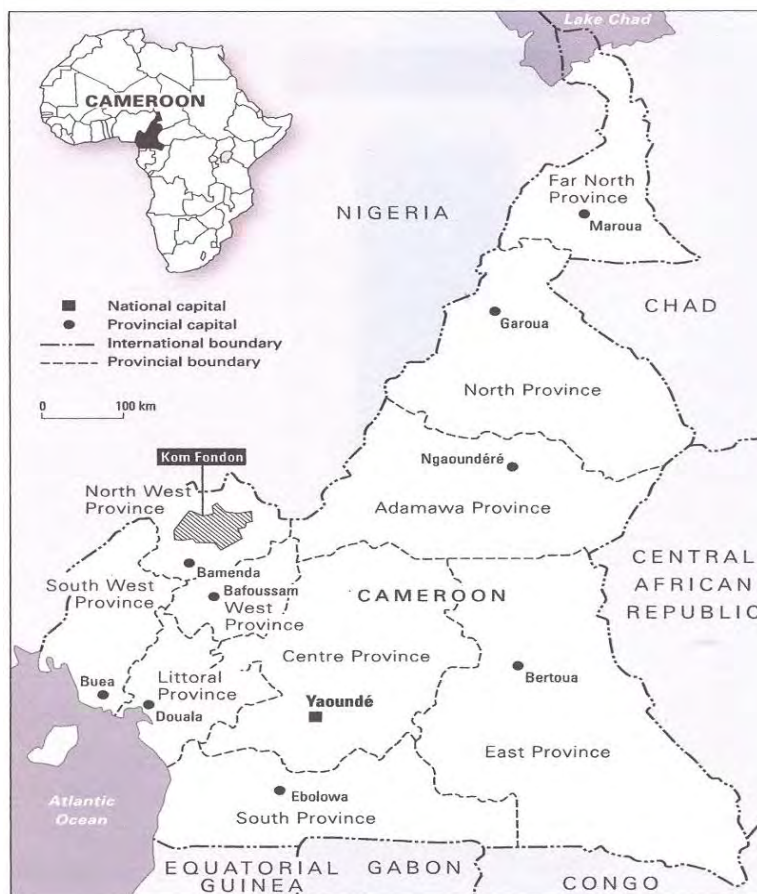 Lake Chad
CAMEROON
NIGERIA
Far North
Province
Maroua
CHAD
National capital
Provincial capital
International boundary
Provincial boundary
0 100 km
Garoua
North Province
Kom Fondon
Ngaoundéré
North West
Province
Adamawa Province
Bamenda
CENTRAL
AFRICAN
REPUBLIC
South West
Province
Bafoussam
West
Province
CAMEROON
Centre Province
Buea
Littoral
Province
Douala
Yaoundé
Bertoua
East Province
Atlantic
Ocean
Ebolowa
South Province
EQUATORIAL
GUINEA
GABON
CONGO